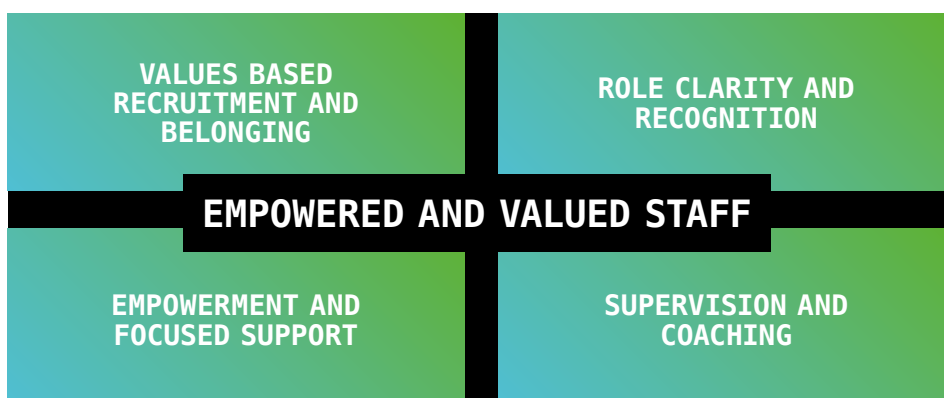 VALUES BASED
RECRUITMENT AND
BELONGING
ROLE CLARITY AND
RECOGNITION
EMPOWERED AND VALUED STAFF
EMPOWERMENT AND
FOCUSED SUPPORT
SUPERVISION AND
COACHING